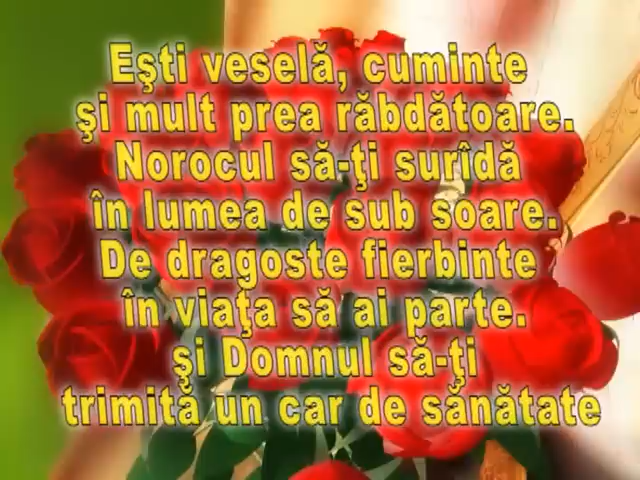 Eşti veselă, cuminte
şi mult prea răbdătoare.
Norocul să-ţi surîdă
în lumea de sub soare.
De dragoste fierbinte
în viaţa să ai parte.
şi Domnul să-ţi
trimită un car de sănătate